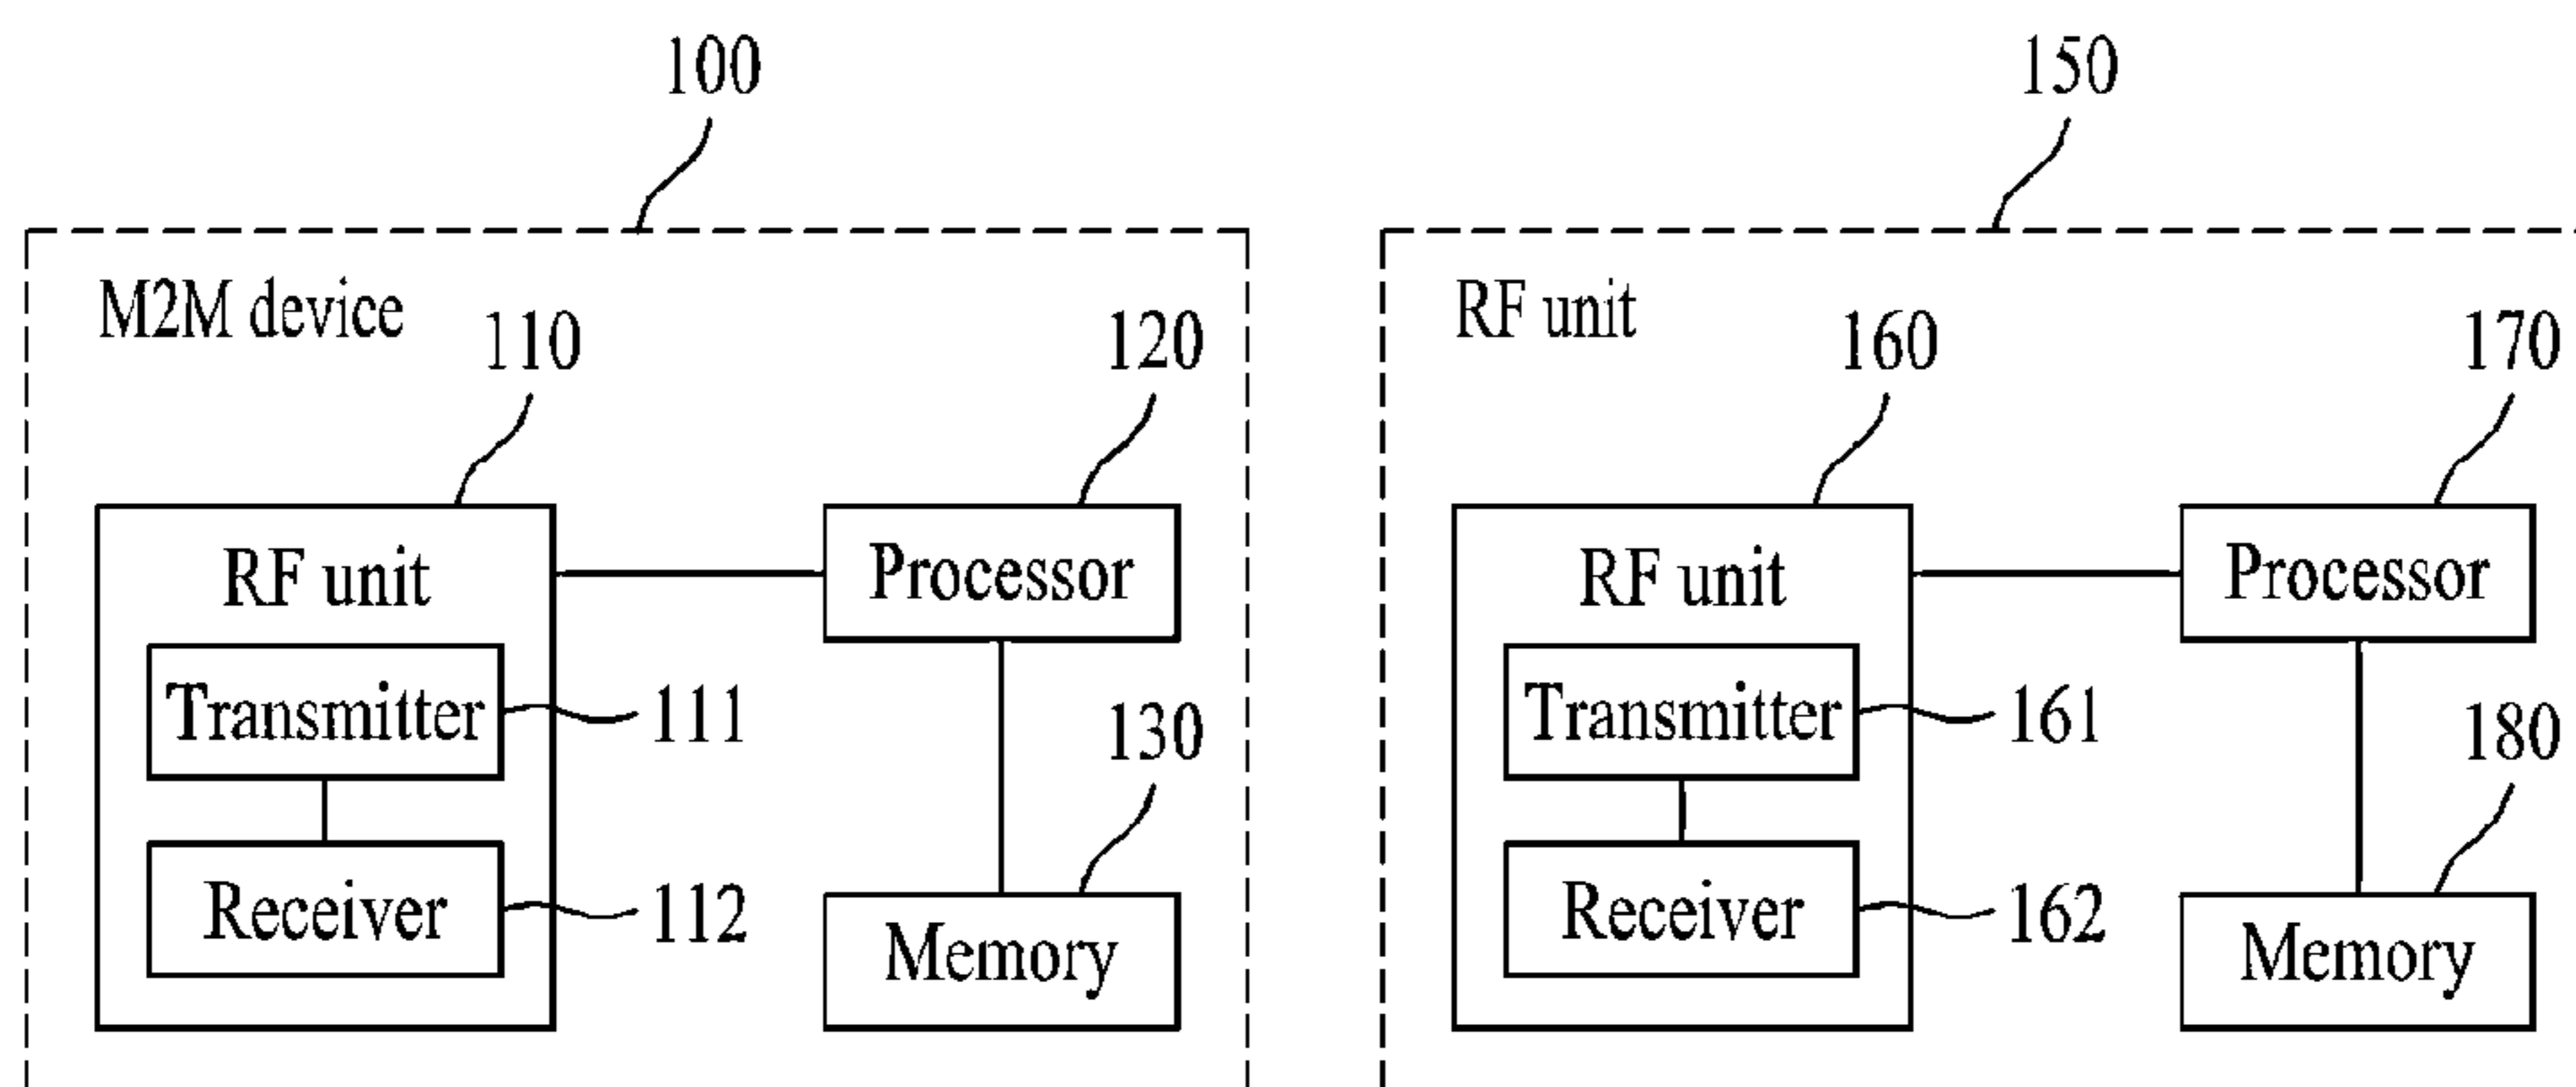 100
150
M2M device
110
120
RF unit
160
170
RF unit
Processor
RF unit
Processor
Transmitter
111
130
Transmitter
161
180
Receiver
112
Memory
Receiver
162
Memory